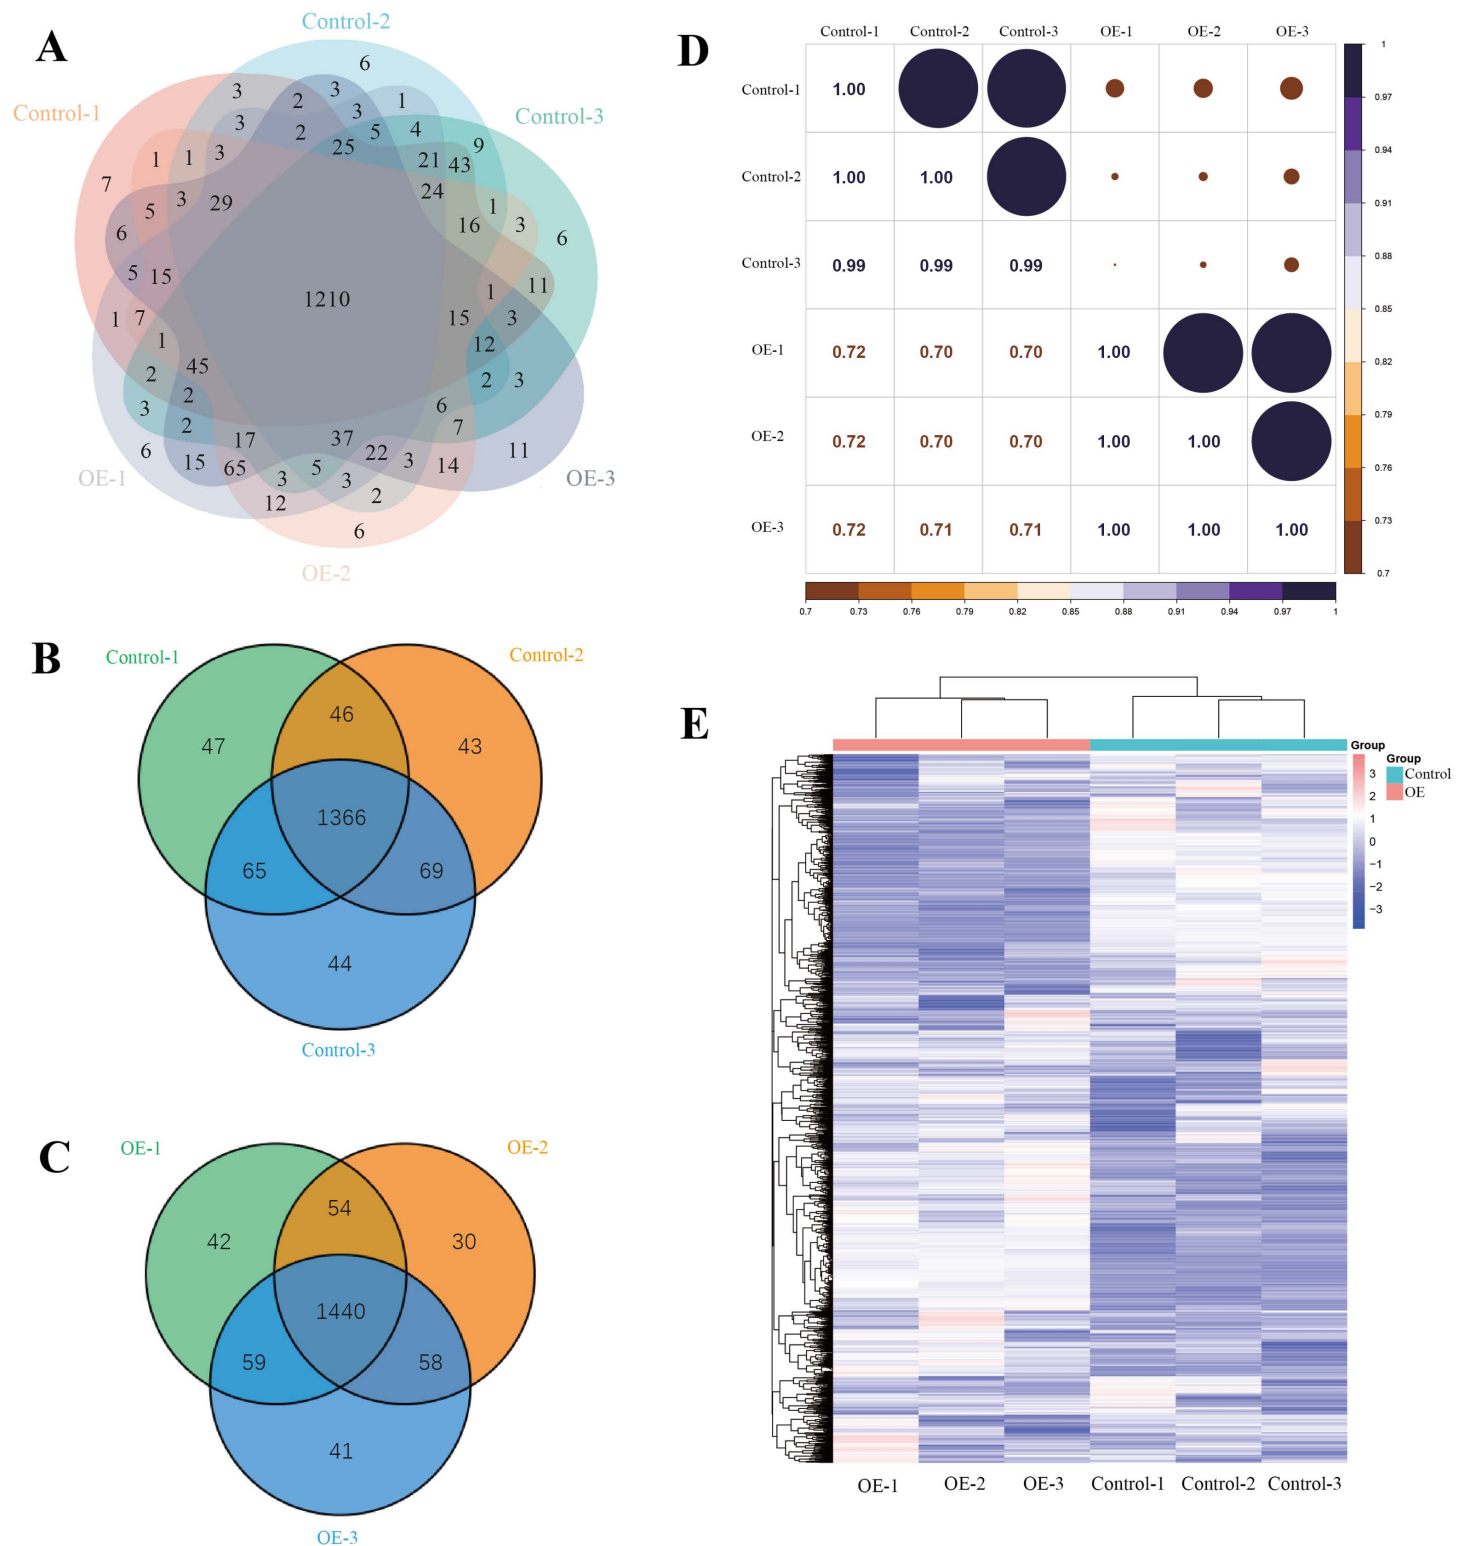 A
Control-2
Control-1
Control-3
OE-1
OE-3
OE-2
6
3 2 3 3 1
3 2 5 4 9
1 1 3 25 21 43
7 24
5 3 29 1
6 16 3 6
5 15 1 11
1210
1 7 15 3
1 12
2 45 2 3
3 2 6
2 7
6 15 17 37 22 3 14 11
65 3 5 3
12 2
6
B
Control-1
Control-2
46
47
43
1366
65
69
44
Control-3
C
OE-1
OE-2
54
42
30
1440
59
58
41
OE-3
D
Control-1 Control-2 Control-3 OE-1 OE-2 OE-3
Control-1 1.00
Control-2 1.00 1.00
Control-3 0.99 0.99 0.99
OE-1 0.72 0.70 0.70 1.00
OE-2 0.72 0.70 0.70 1.00 1.00
OE-3 0.72 0.71 0.71 1.00 1.00 1.00
1
0.97
0.94
0.91
0.88
0.85
0.82
0.79
0.76
0.73
0.7
0.7 0.73 0.76 0.79 0.82 0.85 0.88 0.91 0.94 0.97 1
E
Group
3
2
1
0
−1
−2
−3
Group
Control
OE
OE-1 OE-2 OE-3 Control-1 Control-2 Control-3